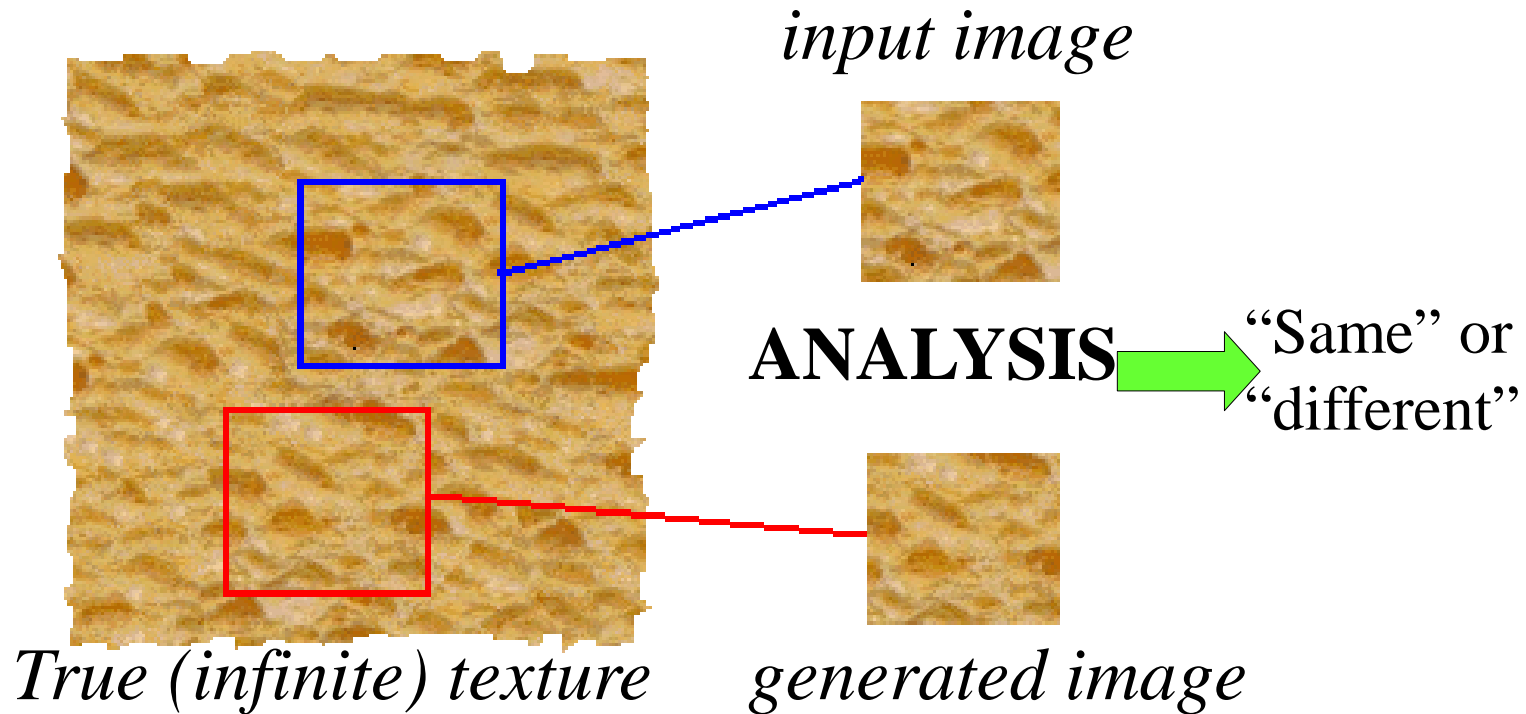 input image
ANALYSIS
“Same” or
“different”
True (infinite) texture
generated image